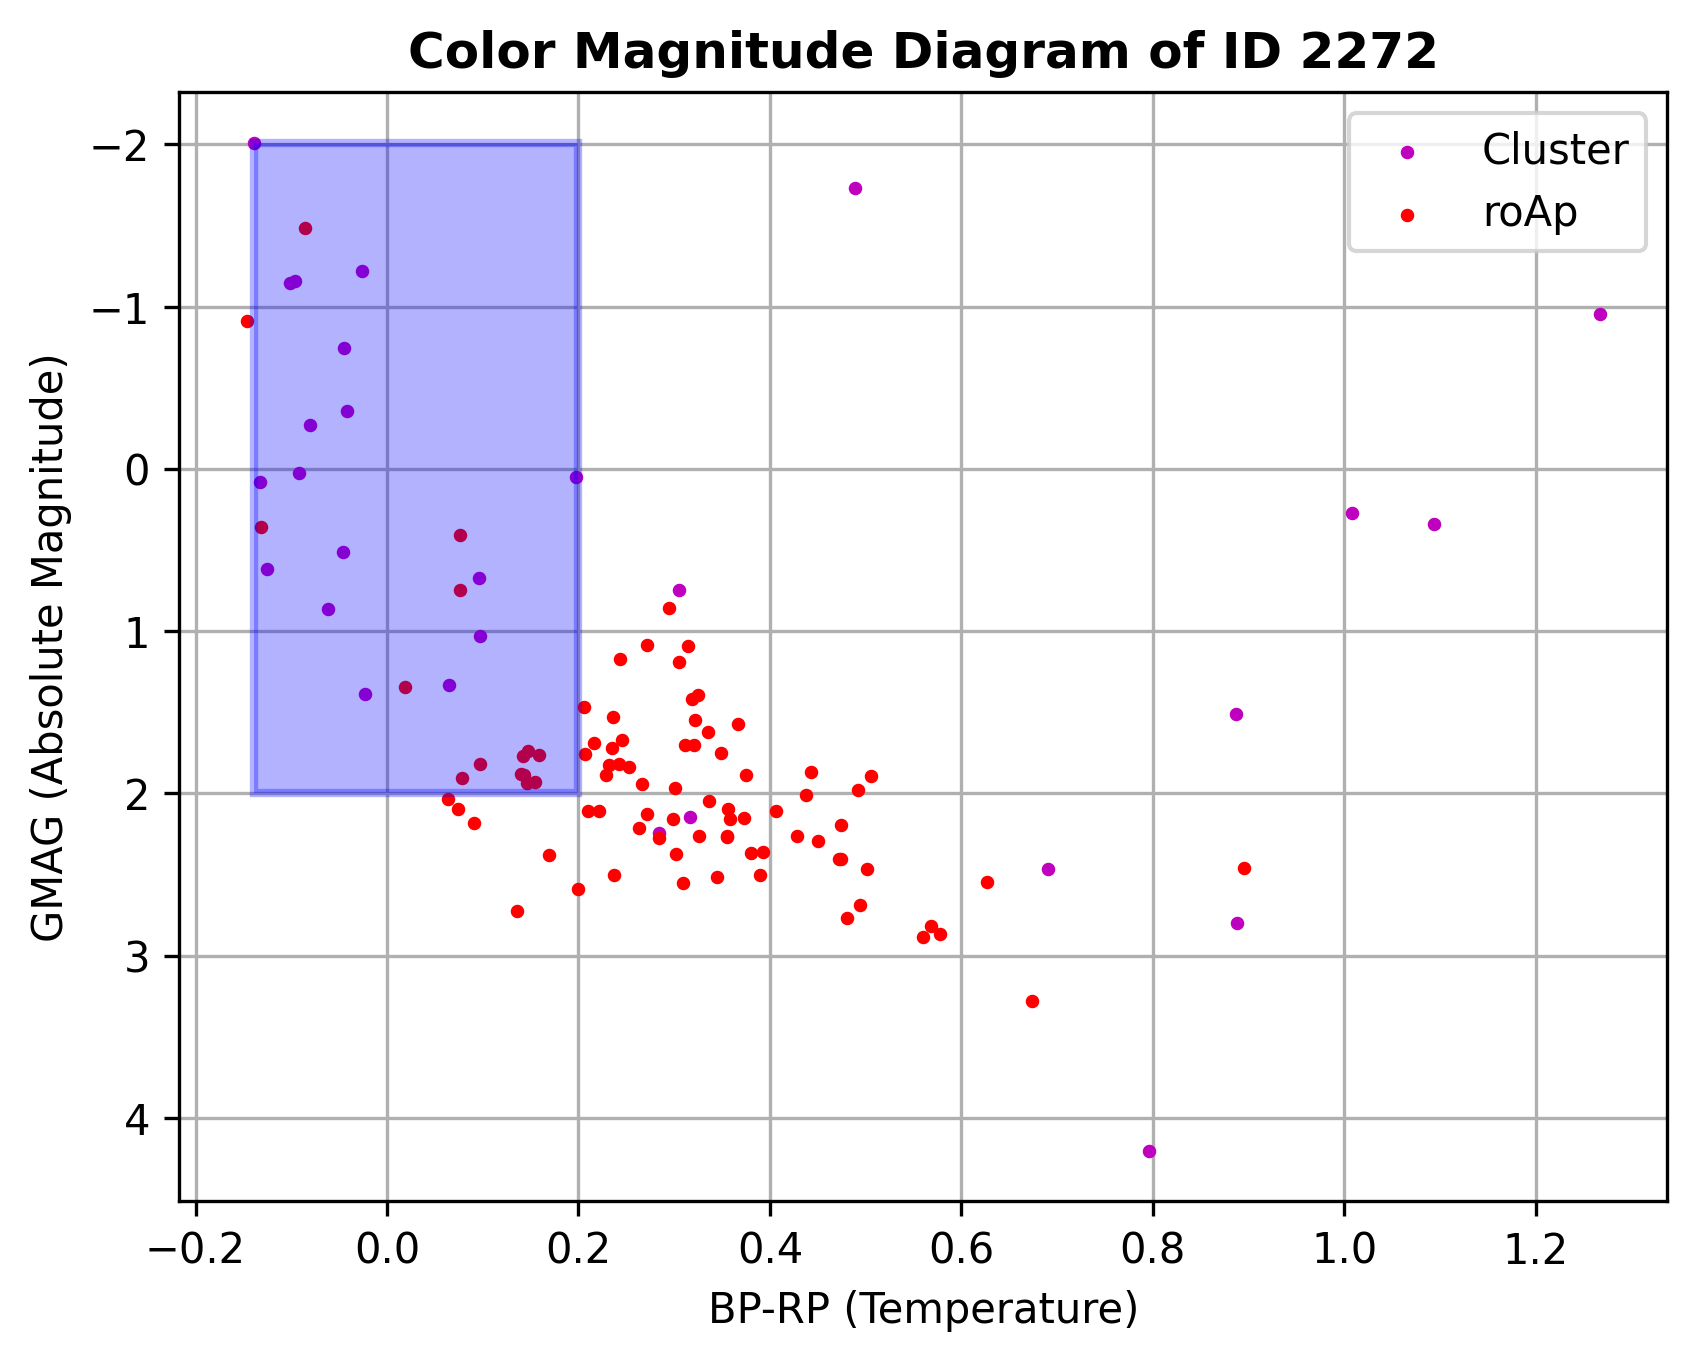 Color Magnitude Diagram of ID 2272
Cluster
roAp
GMAG (Absolute Magnitude)
−2
−1
0
1
2
3
4
−0.2 0.0 0.2 0.4 0.6 0.8 1.0 1.2
BP-RP (Temperature)